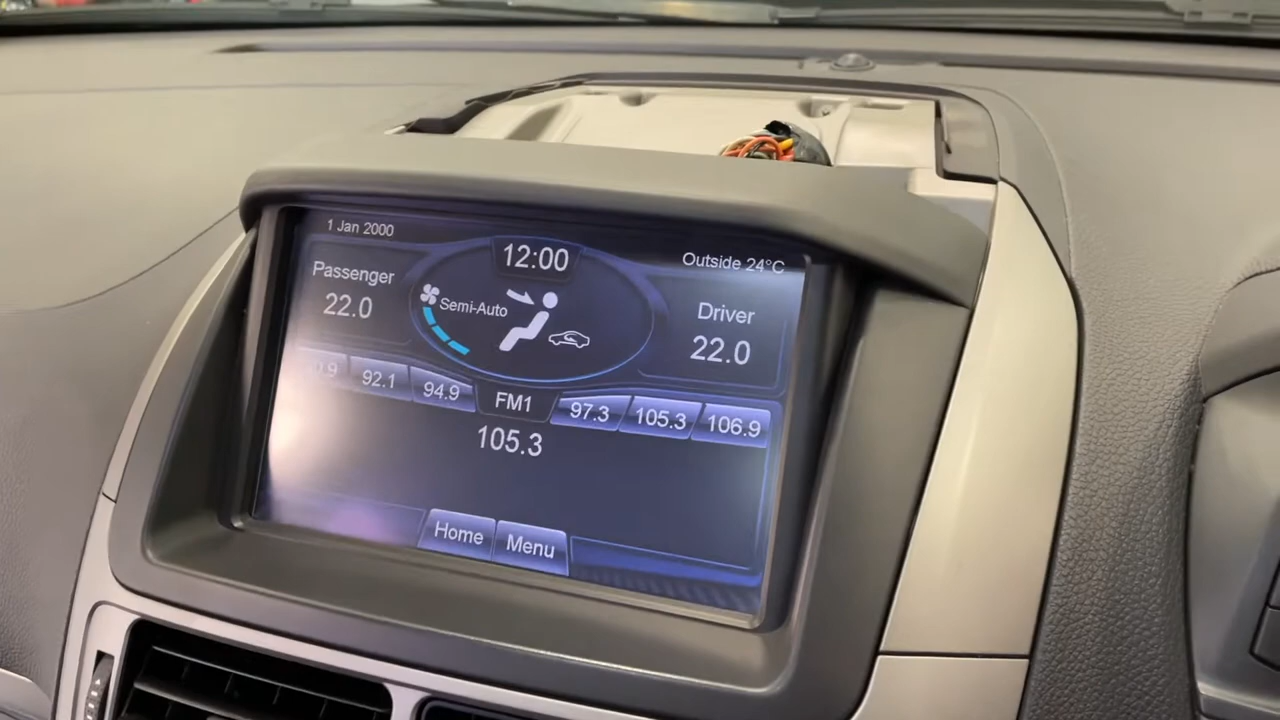 1 Jan 2000
12:00
Outside 24°C
Passenger
22.0
Semi-Auto
Driver
22.0
92.1
94.9
FM1
97.3
105.3
106.9
105.3
Home
Menu